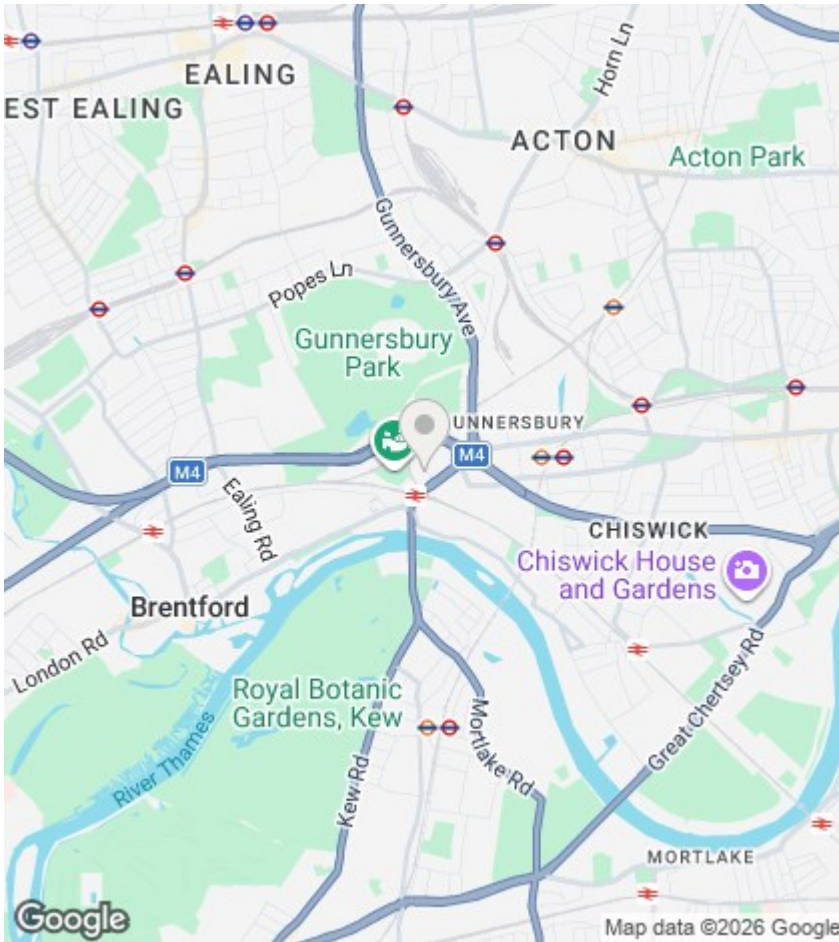 EALING
EST EALING
Horn Ln
ACTON
Acton Park
Gunnersbury Ave
Popes Ln
Gunnersbury
Park
UNNERSBURY
M4
M4
Ealing Rd
CHISWICK
Chiswick House
and Gardens
Brentford
London Rd
Great Chertsey Rd
Royal Botanic
Gardens, Kew
River Thames
Kew Rd
Mortlake Rd
MORTLAKE
Google
Map data ©2026 Google